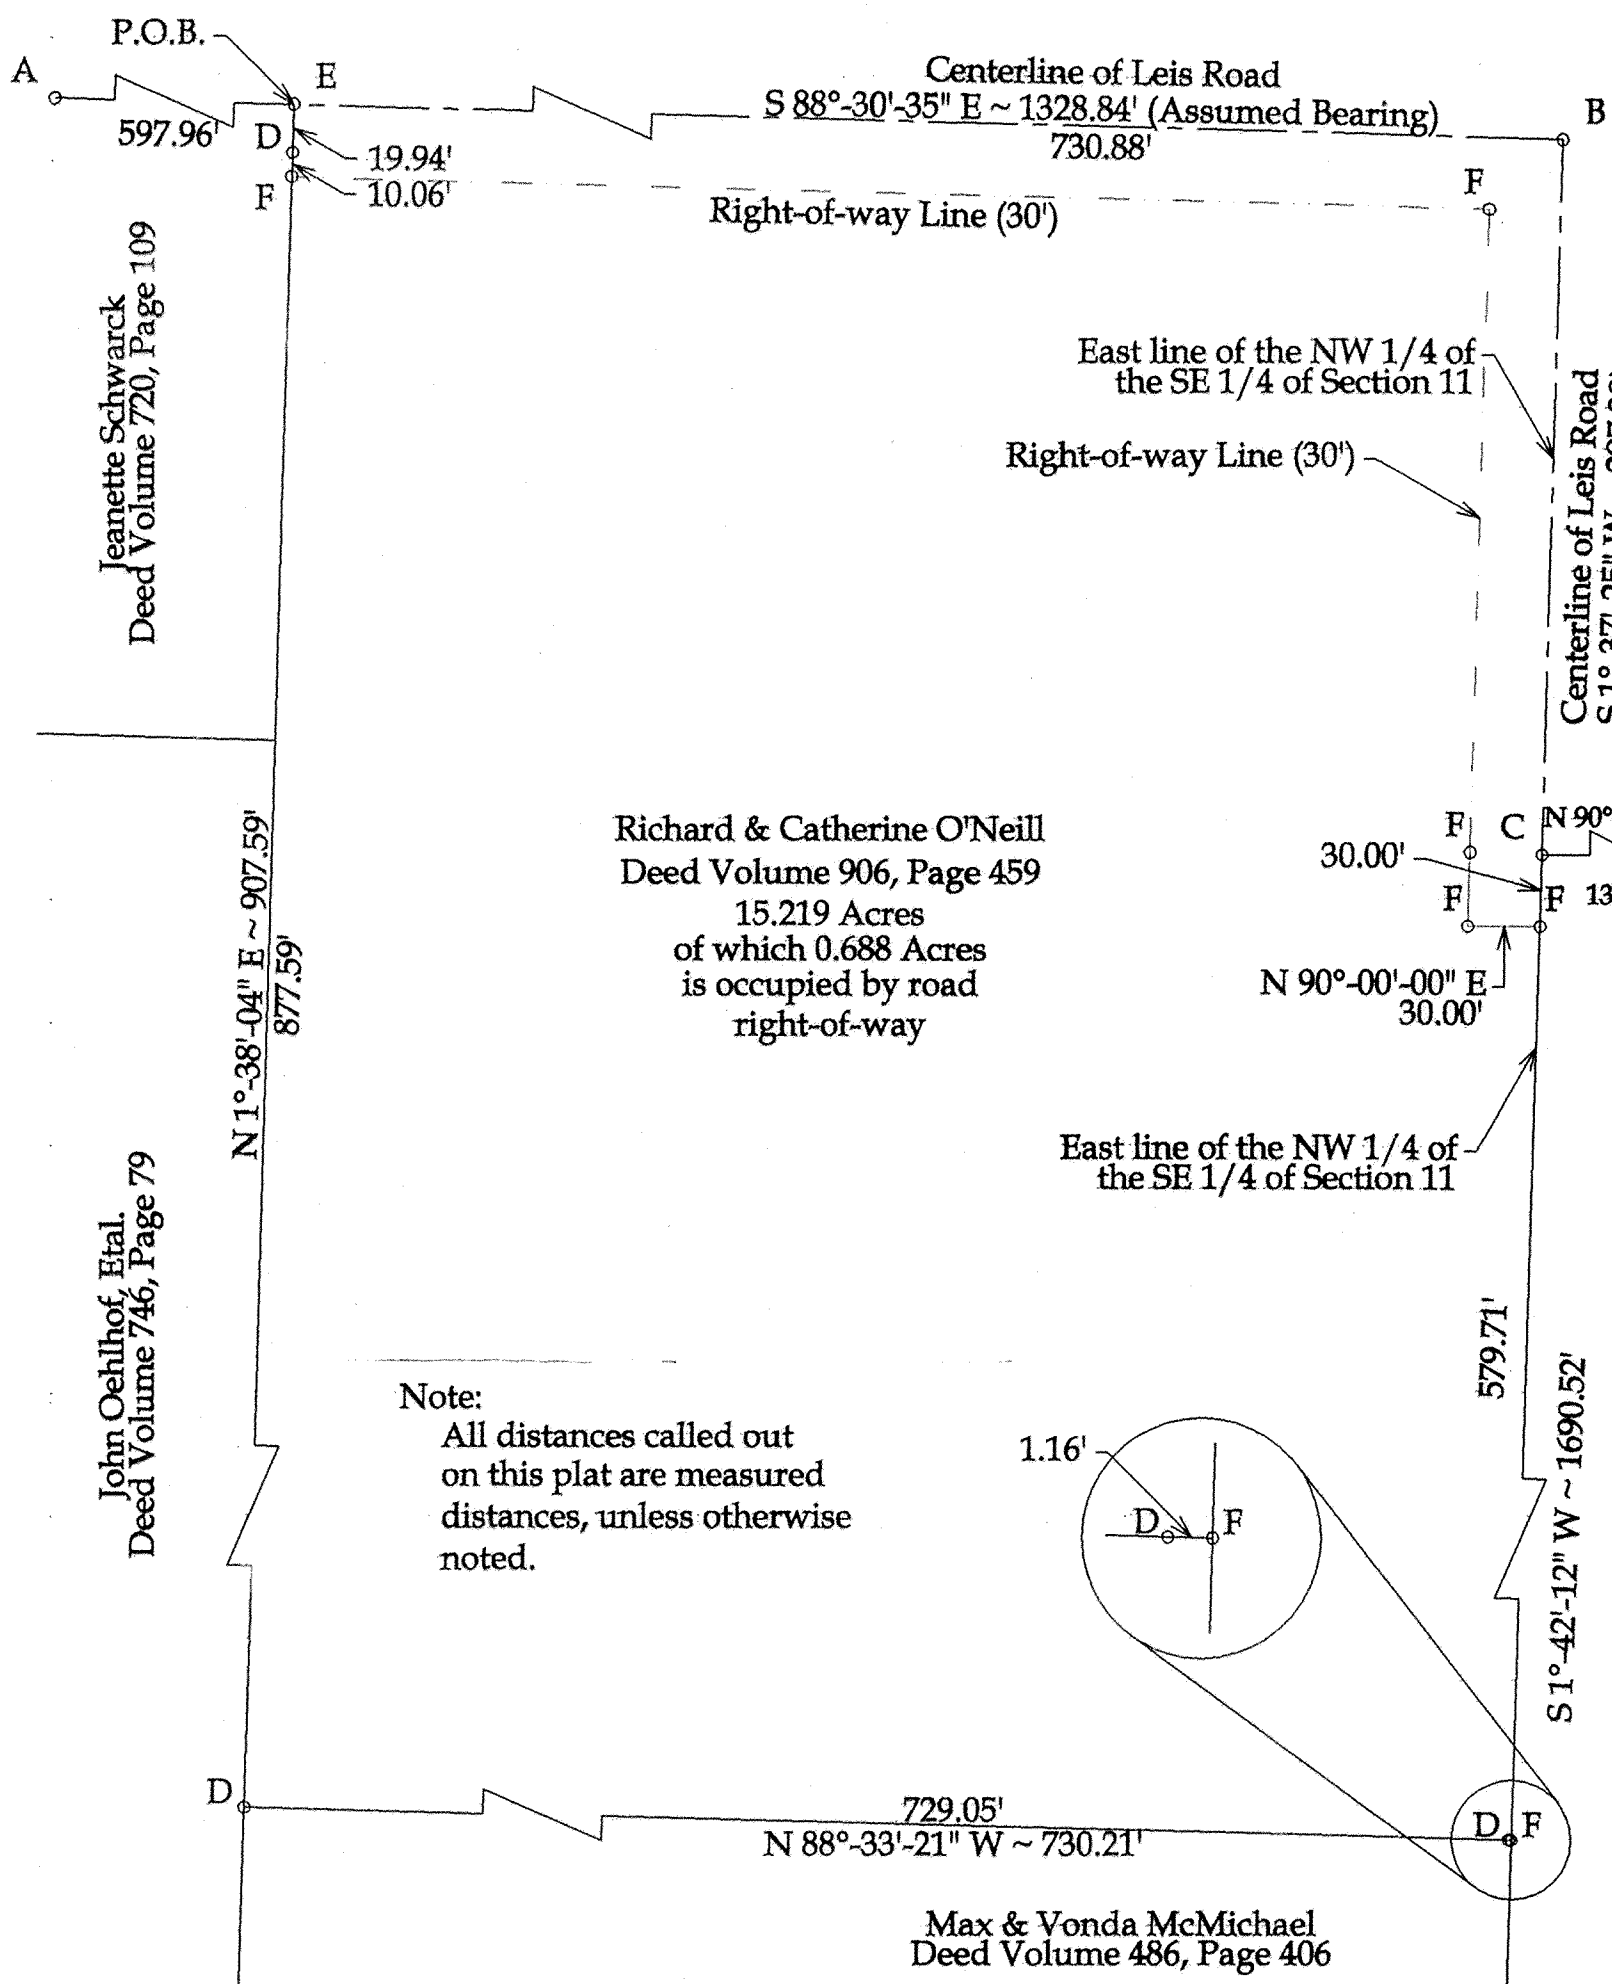 P.O.B.
A
E
Centerline of Leis Road
S 88°-30'-35" E ~ 1328.84' (Assumed Bearing)
B
597.96'
730.88'
D
19.94'
F
10.06'
F
Right-of-way Line (30')
Jeanette Schwarck
Deed Volume 720, Page 109
East line of the NW 1/4 of
the SE 1/4 of Section 11
Right-of-way Line (30')
Centerline of Leis Road
N 1°-38'-04" E ~ 907.59'
877.59'
Richard & Catherine O'Neill
Deed Volume 906, Page 459
15.219 Acres
of which 0.688 Acres
is occupied by road
right-of-way
F
C
N 90°
30.00'
F
F
13
N 90°-00'-00" E
30.00'
East line of the NW 1/4 of
the SE 1/4 of Section 11
John Oehlhof, Etal.
Deed Volume 746, Page 79
579.71'
S 1°-42'-12" W ~ 1690.52'
Note:
All distances called out
on this plat are measured
distances, unless otherwise
noted.
1.16'
D
F
D
729.05'
N 88°-33'-21" W ~ 730.21'
D
F
Max & Vonda McMichael
Deed Volume 486, Page 406